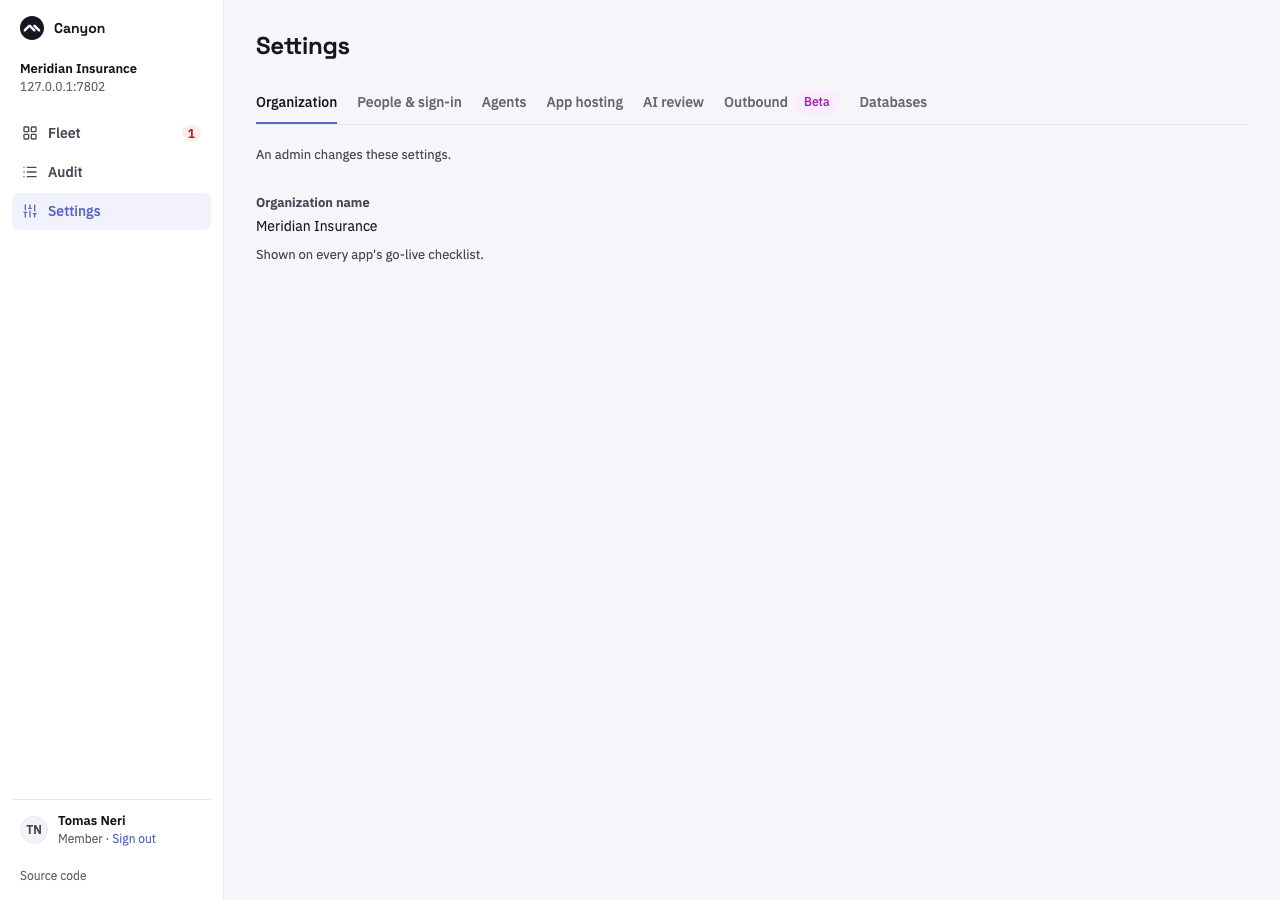 Canyon
Meridian Insurance
127.0.0.1:7802
Fleet 1
Audit
Settings
Tomas Neri
TN
Member · Sign out
Source code
Settings
Organization People & sign-in Agents App hosting AI review Outbound Beta Databases
An admin changes these settings.
Organization name
Meridian Insurance
Shown on every app's go-live checklist.